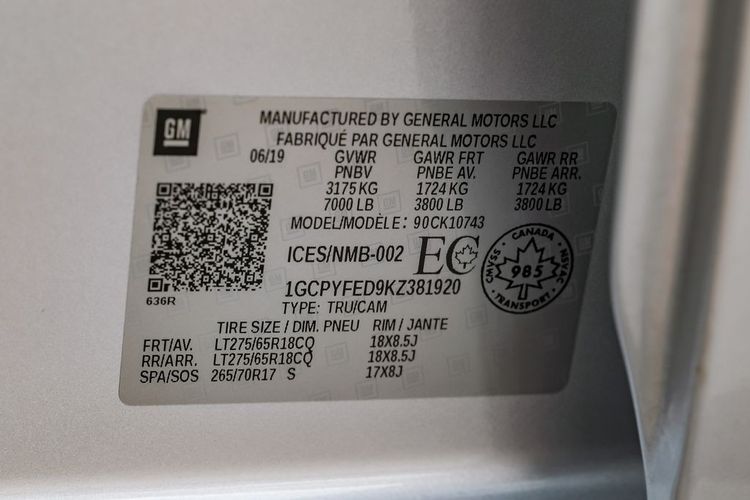 GM
MANUFACTURED BY GENERAL MOTORS LLC
FABRIQUÉ PAR GENERAL MOTORS LLC
06/19 GVWR GAWR FRT GAWR RR
PNBV PNBE AV. PNBE ARR.
3175 KG 1724 KG 1724 KG
7000 LB 3800 LB 3800 LB
MODEL/MODÈLE: 90CK10743
ICES/NMB-002 EC
CANADA
CMVSS 985 NSVAC
TRANSPORT
1GCPYFED9KZ381920
636R
TYPE: TRU/CAM
TIRE SIZE / DIM. PNEU RIM / JANTE
FRT/AV. LT275/65R18CQ 18X8.5J
RR/ARR. LT275/65R18CQ 18X8.5J
SPA/SOS 265/70R17 S 17X8J